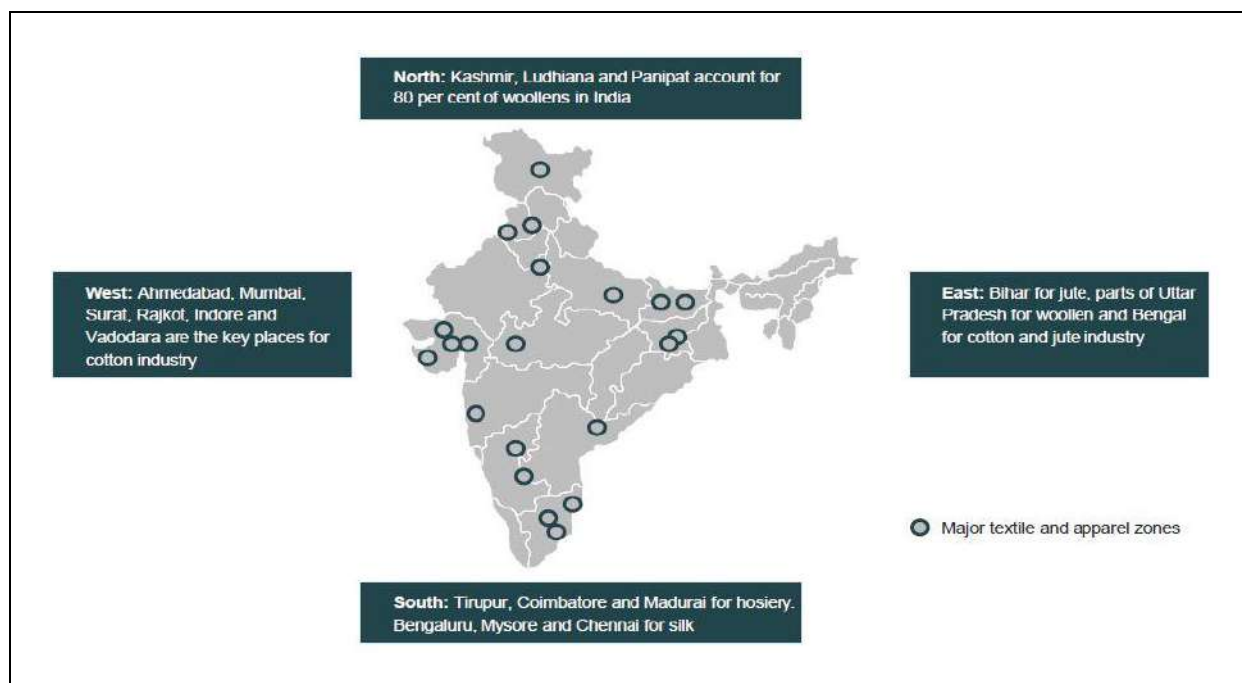 North: Kashmir, Ludhiana and Panipat account for
80 per cent of woollens in India
West: Ahmedabad, Mumbai,
Surat, Rajkot, Indore and
Vadodara are the key places for
cotton industry
East: Bihar for jute, parts of Uttar
Pradesh for woollen and Bengal
for cotton and jute industry
Major textile and apparel zones
South: Tirupur, Coimbatore and Madurai for hosiery.
Bengaluru, Mysore and Chennai for silk